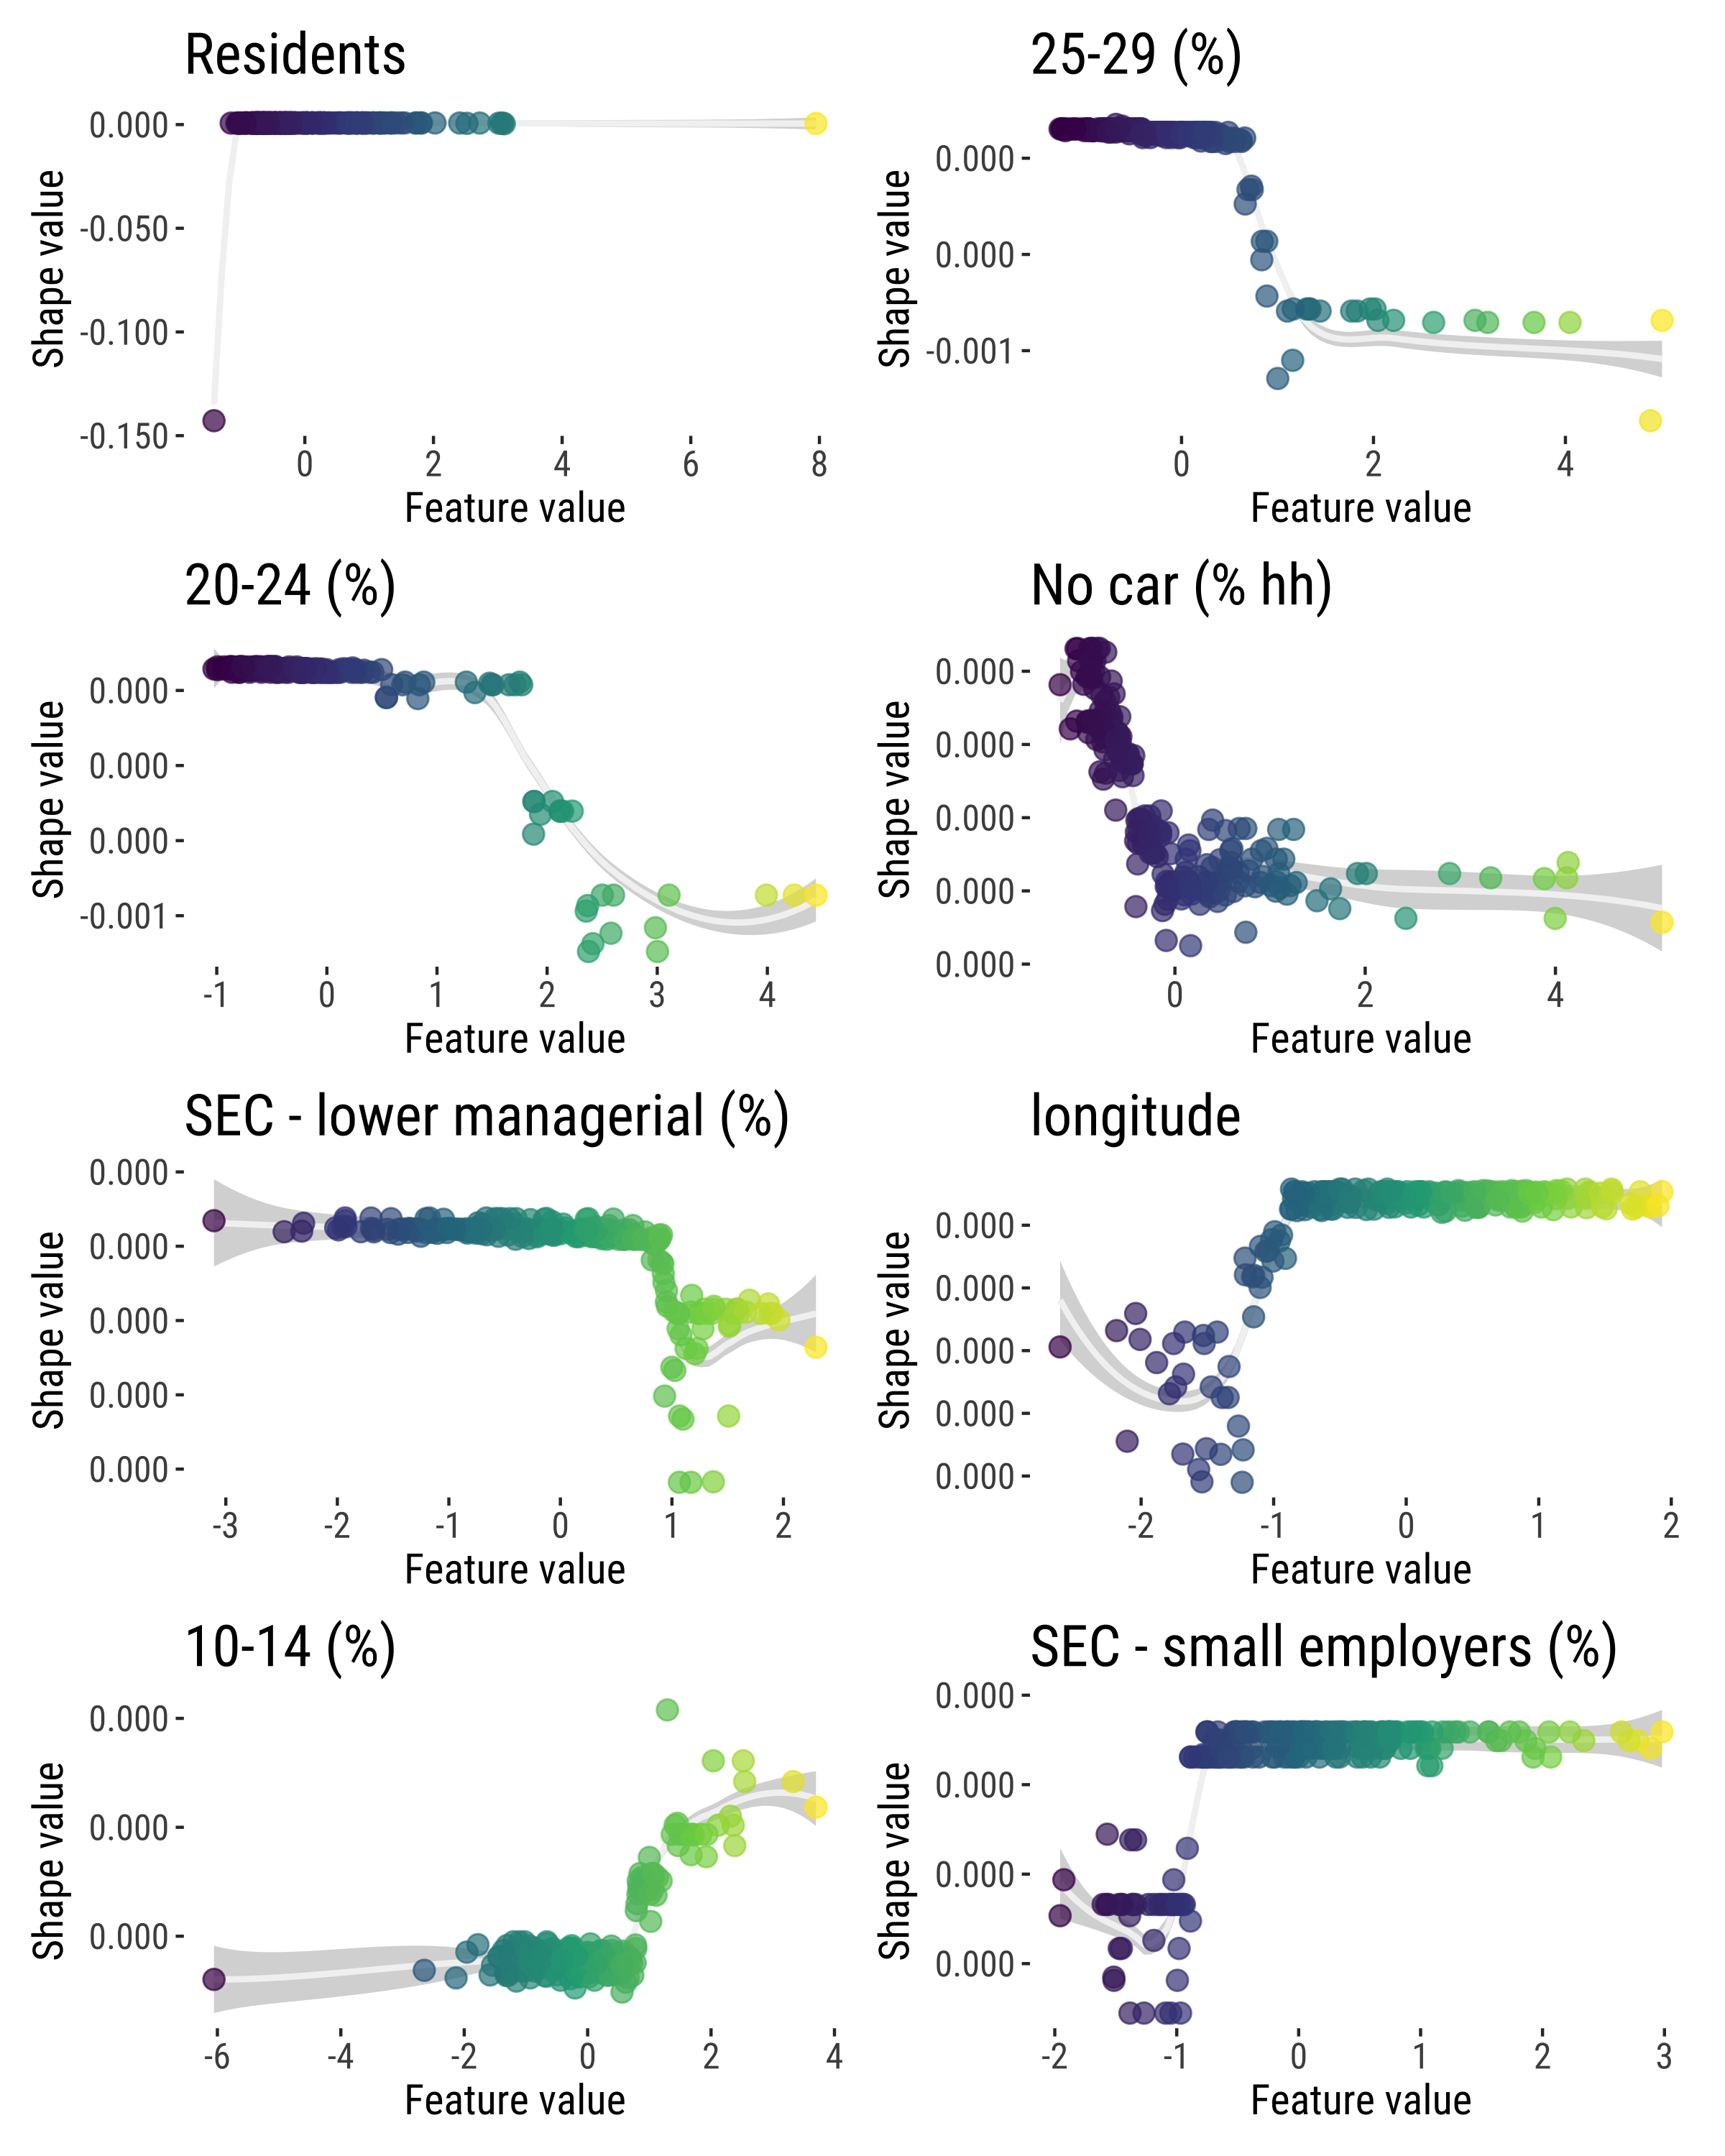 Residents
0.000
-0.050
-0.100
-0.150
Shape value
0 2 4 6 8
Feature value
25-29 (%)
0.000
0.000
-0.001
Shape value
0 2 4
Feature value
20-24 (%)
0.000
0.000
0.000
-0.001
Shape value
-1 0 1 2 3 4
Feature value
No car (% hh)
0.000
0.000
0.000
0.000
0.000
Shape value
0 2 4
Feature value
SEC - lower managerial (%)
0.000
0.000
0.000
0.000
0.000
Shape value
-3 -2 -1 0 1 2
Feature value
longitude
0.000
0.000
0.000
0.000
0.000
Shape value
-2 -1 0 1 2
Feature value
10-14 (%)
0.000
0.000
0.000
Shape value
-6 -4 -2 0 2 4
Feature value
SEC - small employers (%)
0.000
0.000
0.000
0.000
Shape value
-2 -1 0 1 2 3
Feature value